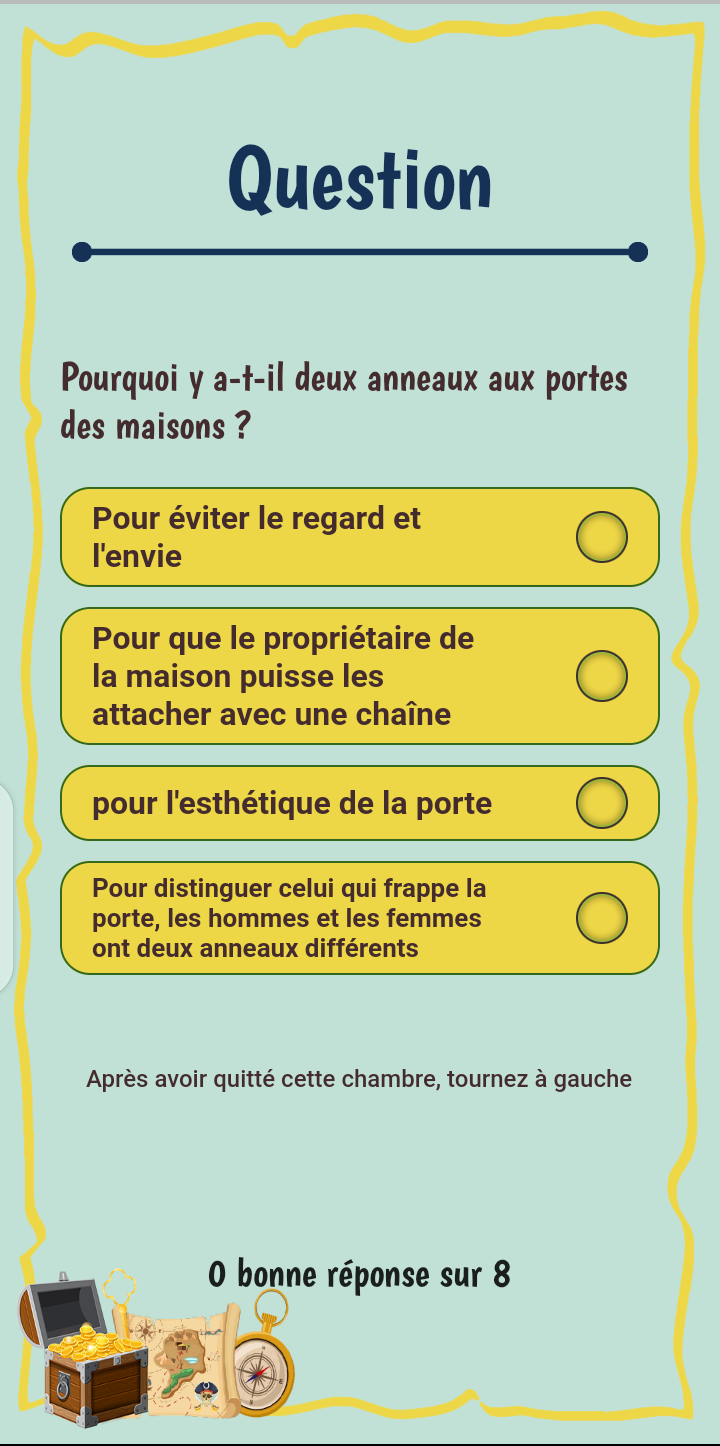 Question
Pourquoi y a-t-il deux anneaux aux portes
des maisons ?
Pour éviter le regard et
l'envie
Pour que le propriétaire de
la maison puisse les
attacher avec une chaîne
pour l'esthétique de la porte
Pour distinguer celui qui frappe la
porte, les hommes et les femmes
ont deux anneaux différents
Après avoir quitté cette chambre, tournez à gauche
0 bonne réponse sur 8